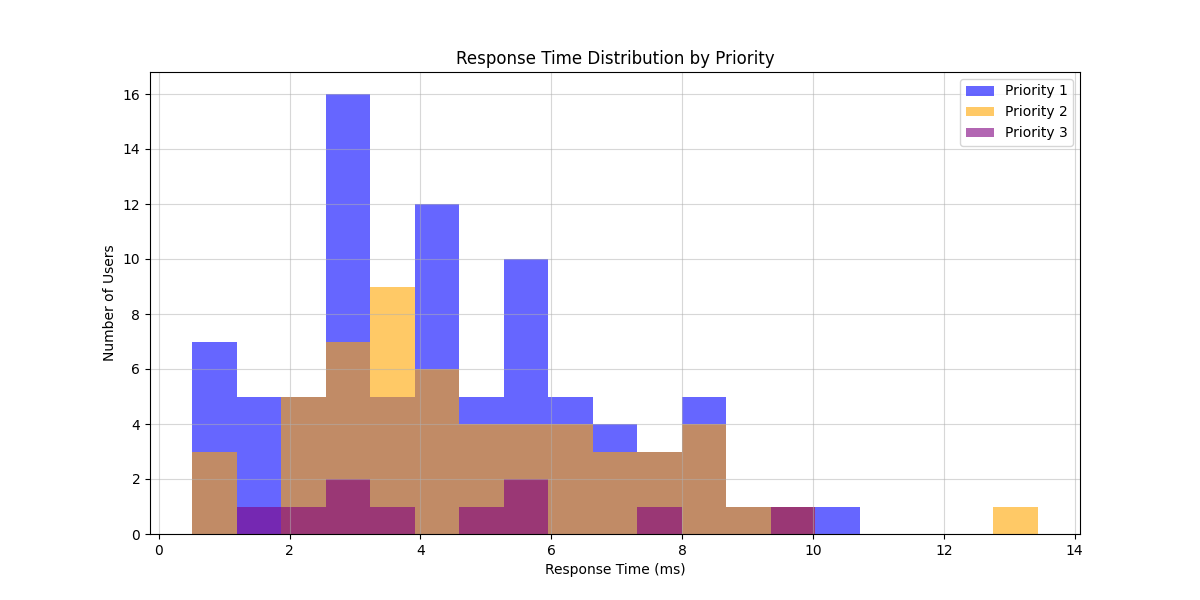 Response Time Distribution by Priority
Number of Users
16
14
12
10
8
6
4
2
0
Priority 1
Priority 2
Priority 3
0 2 4 6 8 10 12 14
Response Time (ms)